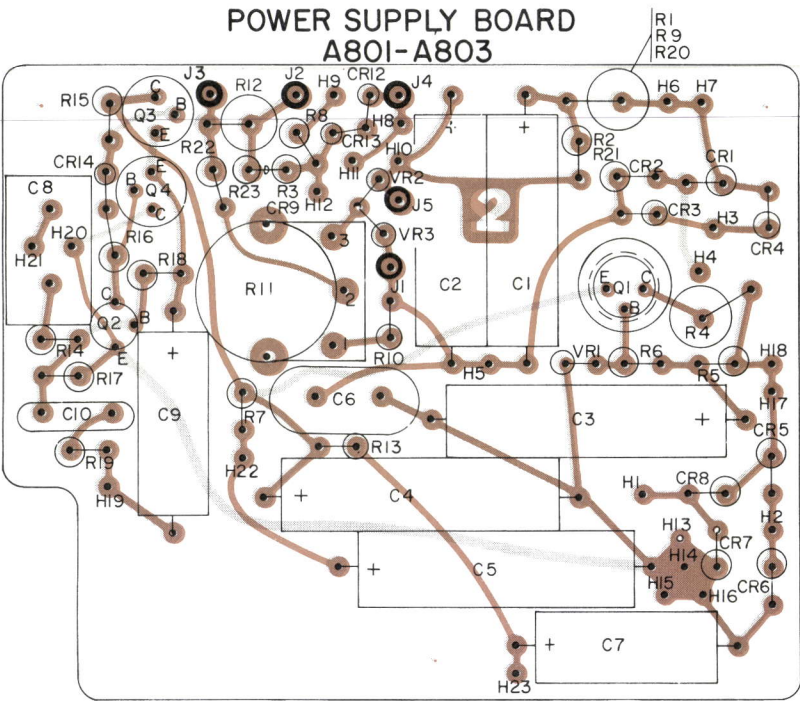 POWER SUPPLY BOARD
A801-A803
R1
R9
R20
J3
J2
H9
CR12
J4
R15
C
Q3
B
R12
H6
H7
E
R8
CR13
H8
R2
CR14
R22
H10
R21
E
H11
C8
B
Q4
R23
R3
VR2
CR2
CR1
H12
C
CR9
J5
2
CR3
H3
H20
R16
3
VR3
CR4
H21
R18
R11
J1
C2
C1
H4
E
Q1
C
2
B
C
Q2
B
R4
R14
E
1
R10
R17
H5
VR1
R6
R5
H18
C10
C9
R7
C6
C3
H17
CR5
R19
H22
R13
H19
C4
H1
CR8
H2
H13
CR7
C5
H14
H15
CR6
H16
C7
H23